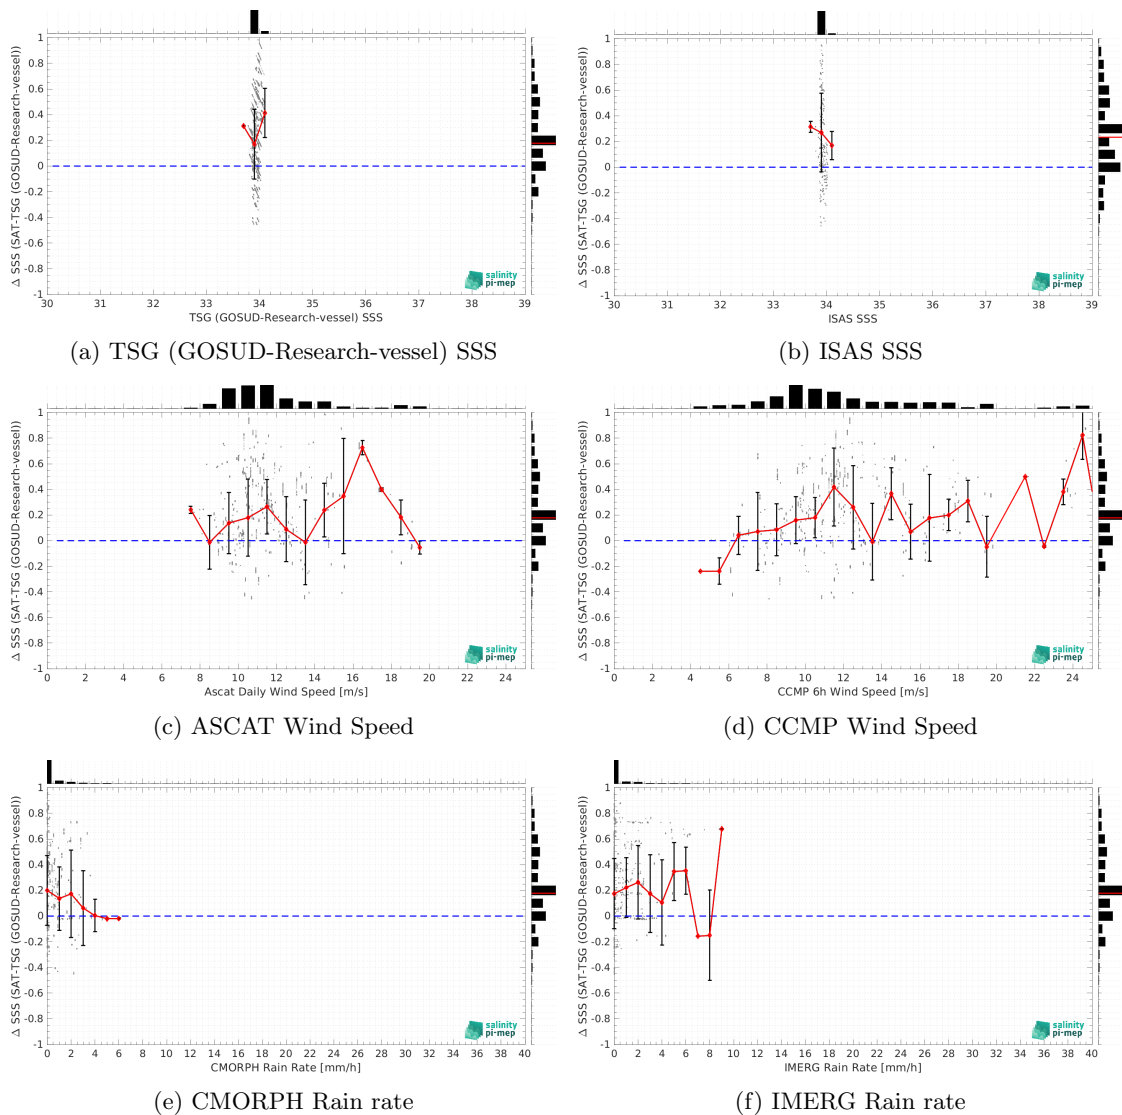 1
0.8
0.6
0.4
0.2
0
-0.2
-0.4
-0.6
-0.8
-1
Δ SSS (SAT-TSG (GOSUD-Research-vessel))
salinity
pi-mep
30 31 32 33 34 35 36 37 38 39
TSG (GOSUD-Research-vessel) SSS
(a) TSG (GOSUD-Research-vessel) SSS
1
0.8
0.6
0.4
0.2
0
-0.2
-0.4
-0.6
-0.8
-1
Δ SSS (SAT-TSG (GOSUD-Research-vessel))
salinity
pi-mep
30 31 32 33 34 35 36 37 38 39
ISAS SSS
(b) ISAS SSS
1
0.8
0.6
0.4
0.2
0
-0.2
-0.4
-0.6
-0.8
-1
Δ SSS (SAT-TSG (GOSUD-Research-vessel))
salinity
pi-mep
0 2 4 6 8 10 12 14 16 18 20 22 24
Ascat Daily Wind Speed [m/s]
(c) ASCAT Wind Speed
1
0.8
0.6
0.4
0.2
0
-0.2
-0.4
-0.6
-0.8
-1
Δ SSS (SAT-TSG (GOSUD-Research-vessel))
salinity
pi-mep
0 2 4 6 8 10 12 14 16 18 20 22 24
CCMP 6h Wind Speed [m/s]
(d) CCMP Wind Speed
1
0.8
0.6
0.4
0.2
0
-0.2
-0.4
-0.6
-0.8
-1
Δ SSS (SAT-TSG (GOSUD-Research-vessel))
salinity
pi-mep
0 2 4 6 8 10 12 14 16 18 20 22 24 26 28 30 32 34 36 38 40
CMORPH Rain Rate [mm/h]
(e) CMORPH Rain rate
1
0.8
0.6
0.4
0.2
0
-0.2
-0.4
-0.6
-0.8
-1
Δ SSS (SAT-TSG (GOSUD-Research-vessel))
salinity
pi-mep
0 2 4 6 8 10 12 14 16 18 20 22 24 26 28 30 32 34 36 38 40
IMERG Rain Rate [mm/h]
(f) IMERG Rain rate